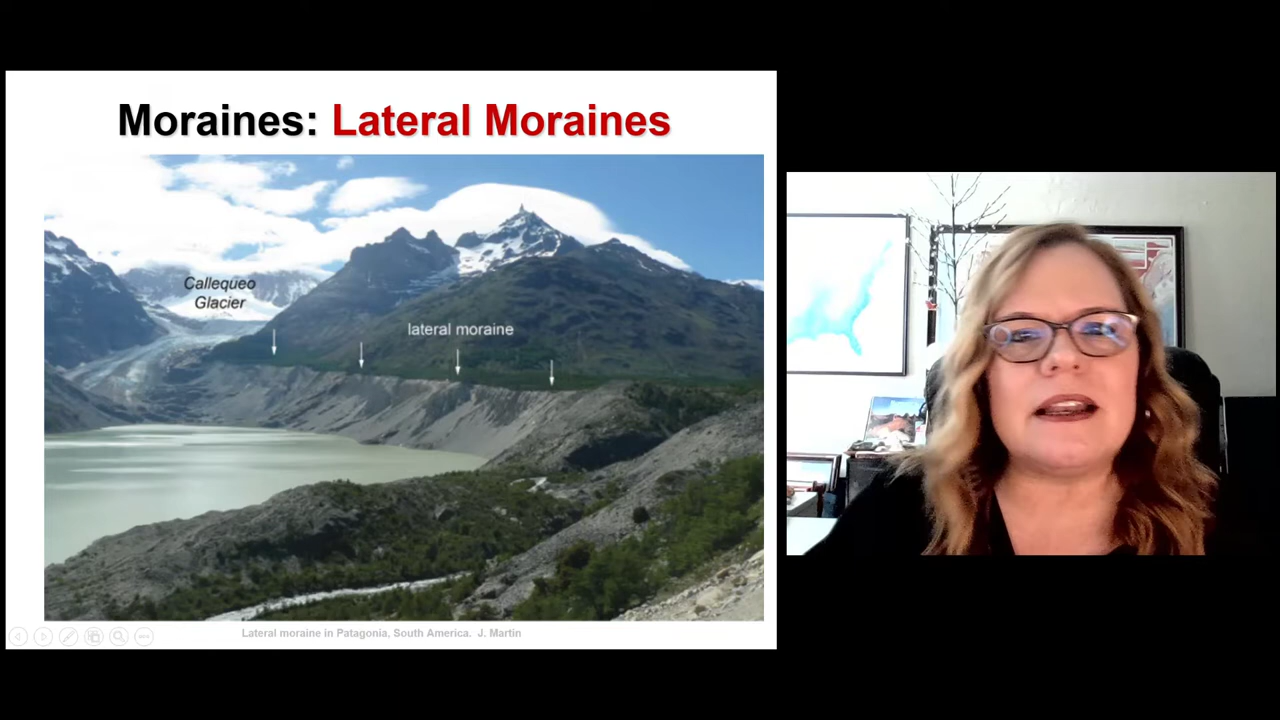 Moraines: Lateral Moraines
Callequeo
Glacier
lateral moraine
Lateral moraine in Patagonia, South America. J. Martin